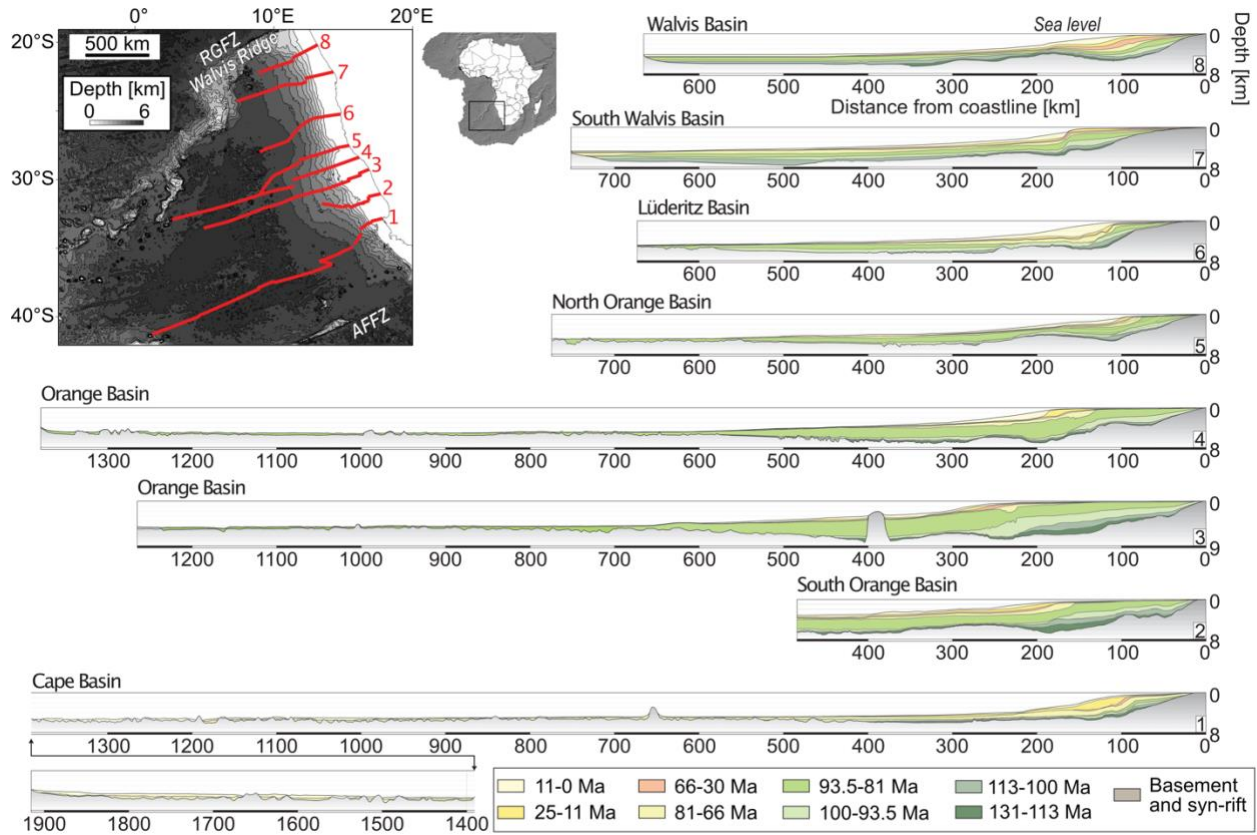 0° 10°E 20°E
20°S
30°S
40°S
500 km
Depth [km]
0 6
RGFZ
Walvis Ridge
AFFZ
8
7
6
5
4
3
2
1
Walvis Basin
Sea level
Depth [km]
0
8
8
600 500 400 300 200 100 0
Distance from coastline [km]
South Walvis Basin
0
7
8
700 600 500 400 300 200 100 0
Lüderitz Basin
0
6
8
600 500 400 300 200 100 0
North Orange Basin
0
5
8
700 600 500 400 300 200 100 0
Orange Basin
0
4
8
1300 1200 1100 1000 900 800 700 600 500 400 300 200 100 0
Orange Basin
0
3
9
1200 1100 1000 900 800 700 600 500 400 300 200 100 0
South Orange Basin
0
2
8
400 300 200 100 0
Cape Basin
0
1
8
1300 1200 1100 1000 900 800 700 600 500 400 300 200 100 0
1900 1800 1700 1600 1500 1400
11-0 Ma 66-30 Ma 93.5-81 Ma 113-100 Ma Basement
25-11 Ma 81-66 Ma 100-93.5 Ma 131-113 Ma and syn-rift